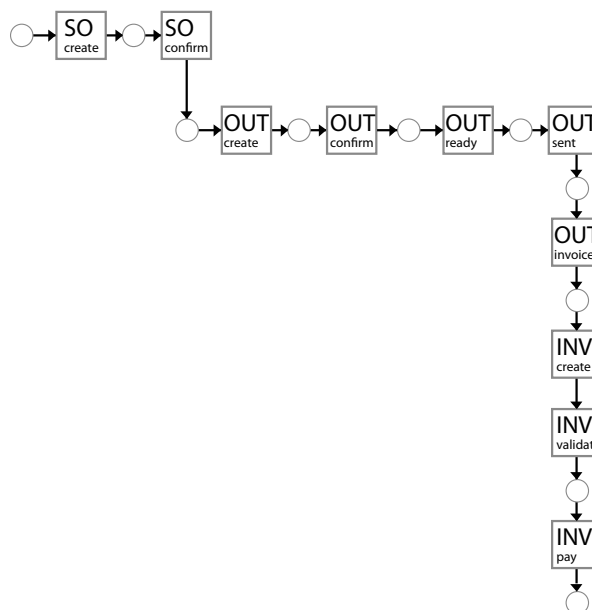 SO
create
SO
confirm
OUT
create
OUT
confirm
OUT
ready
OUT
sent
OUT
invoice
INV
create
INV
validat
INV
pay